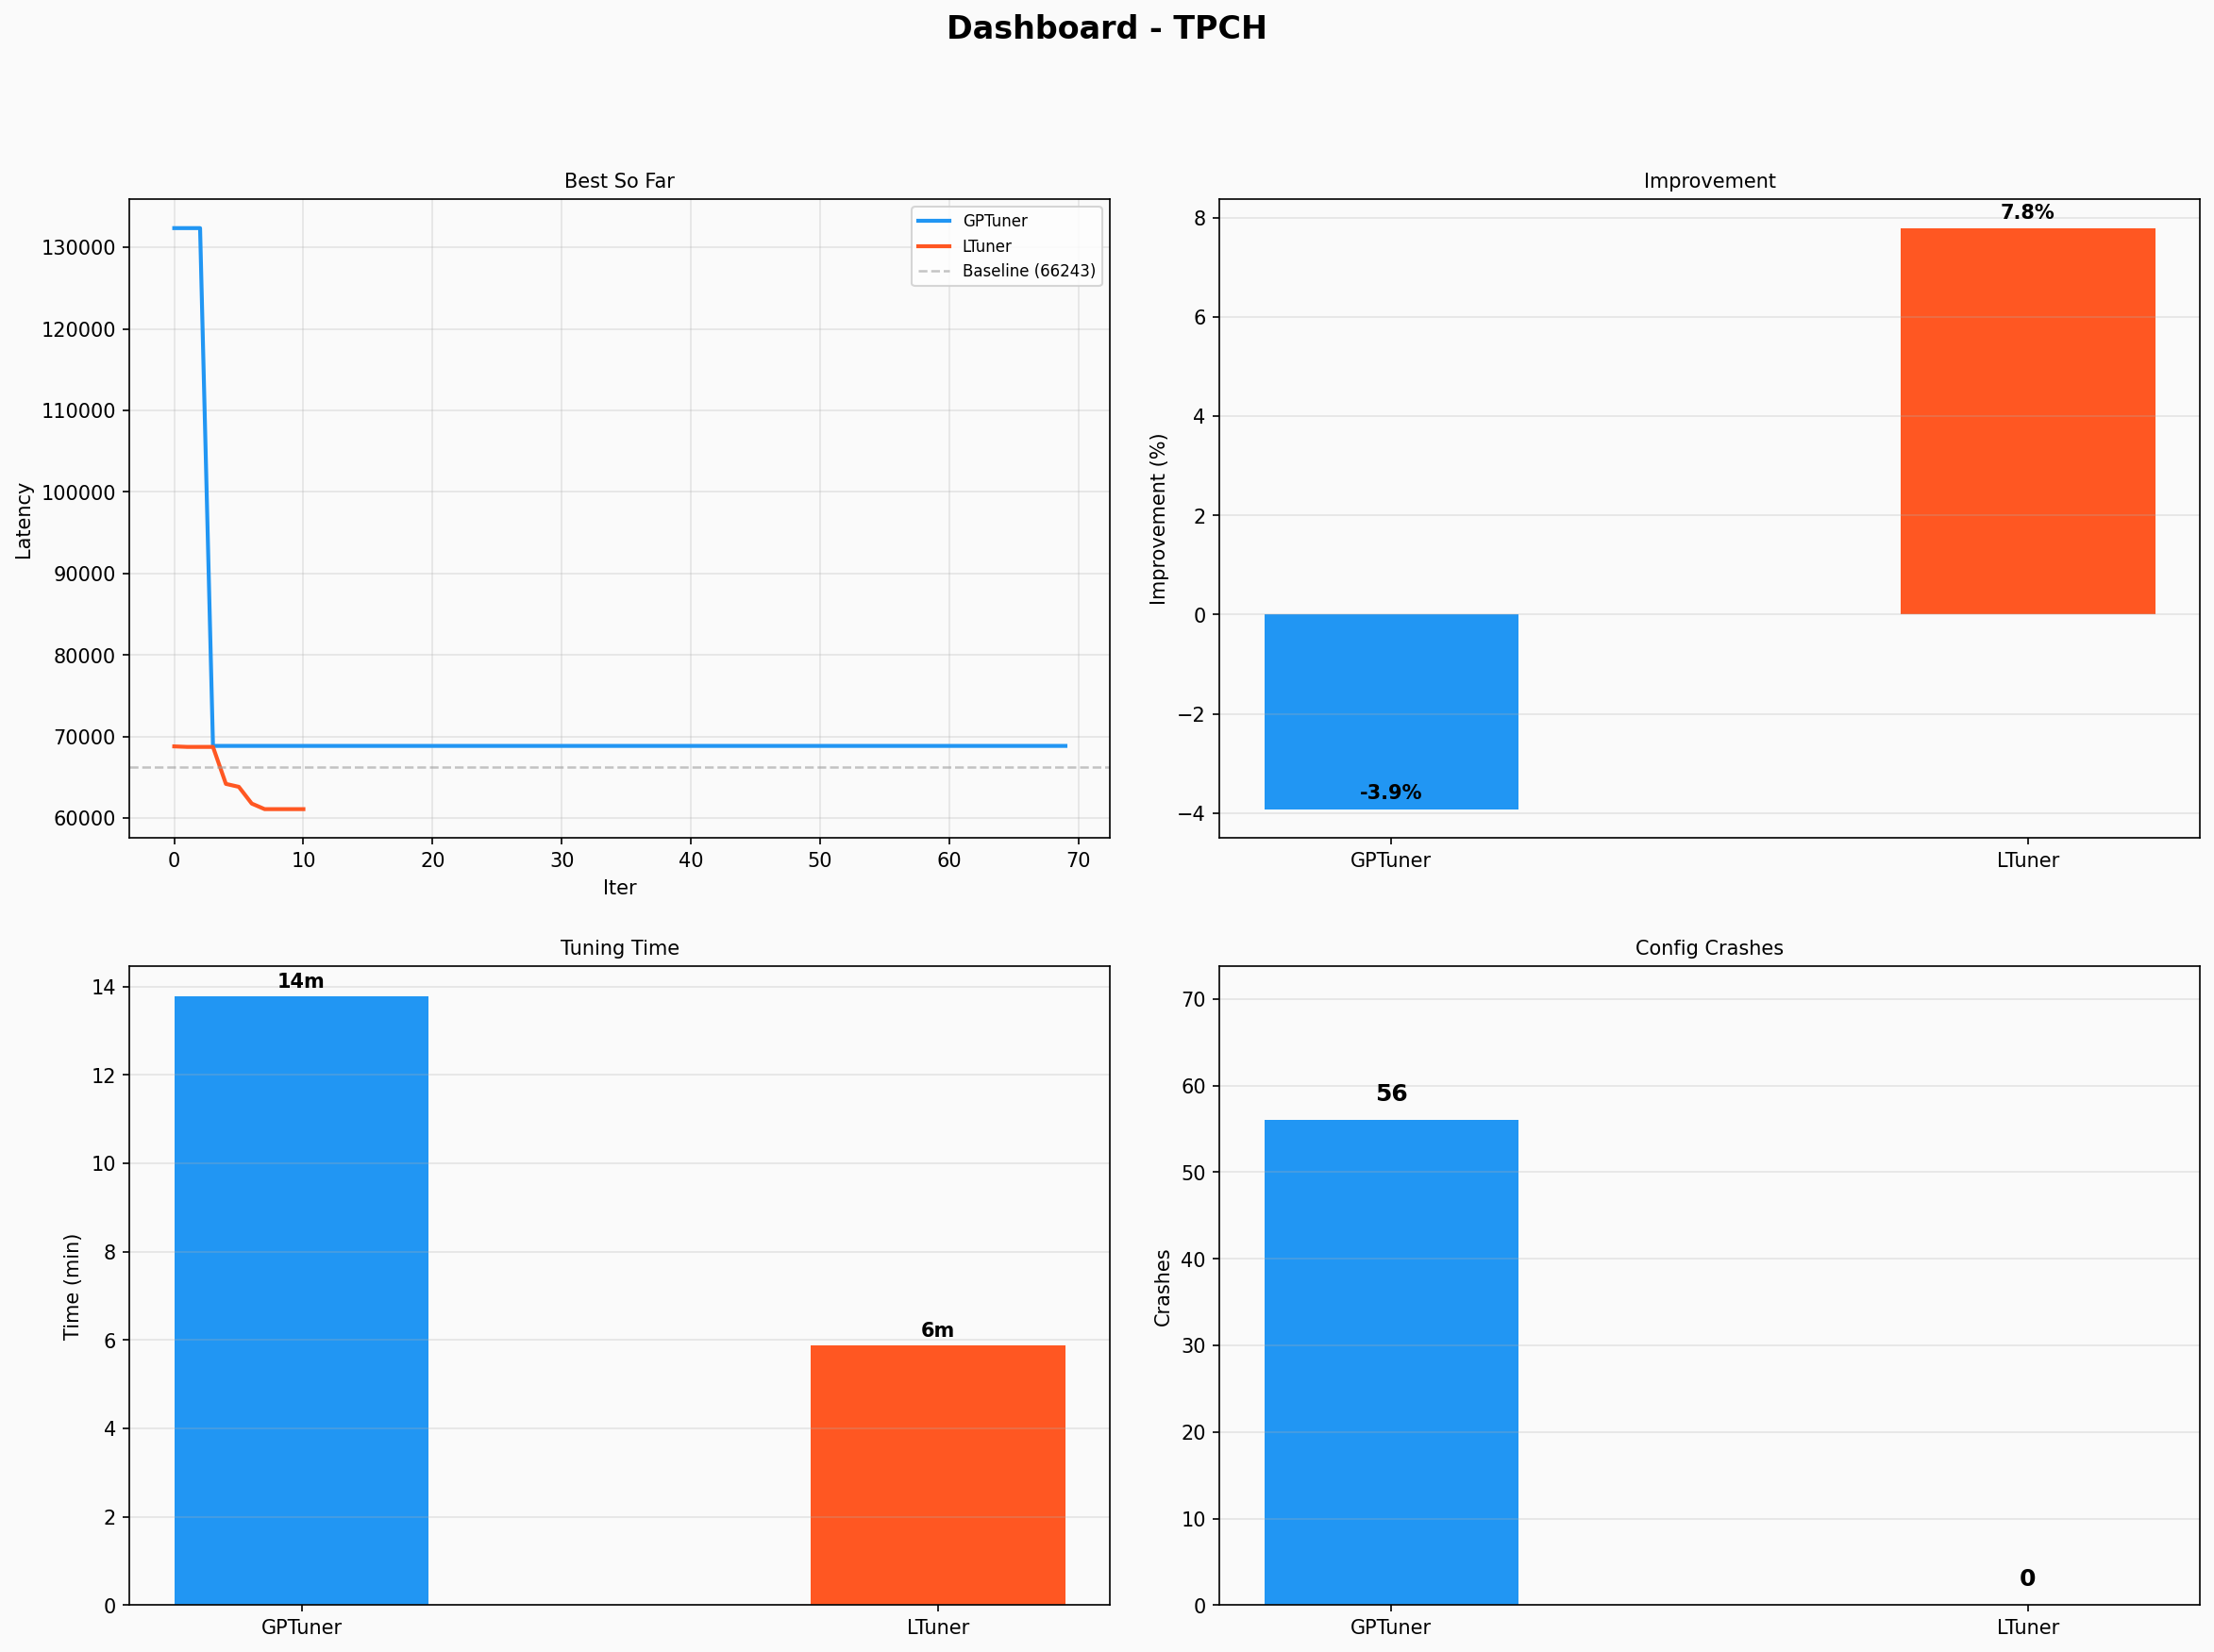 Dashboard - TPCH
Best So Far
Latency
130000
120000
110000
100000
90000
80000
70000
60000
GPTuner
LTuner
Baseline (66243)
0 10 20 30 40 50 60 70
Iter
Improvement
Improvement (%)
8
6
4
2
0
−2
−4
7.8%
-3.9%
GPTuner LTuner
Tuning Time
Time (min)
14
12
10
8
6
4
2
0
14m
6m
GPTuner LTuner
Config Crashes
Crashes
70
60
50
40
30
20
10
0
56
0
GPTuner LTuner